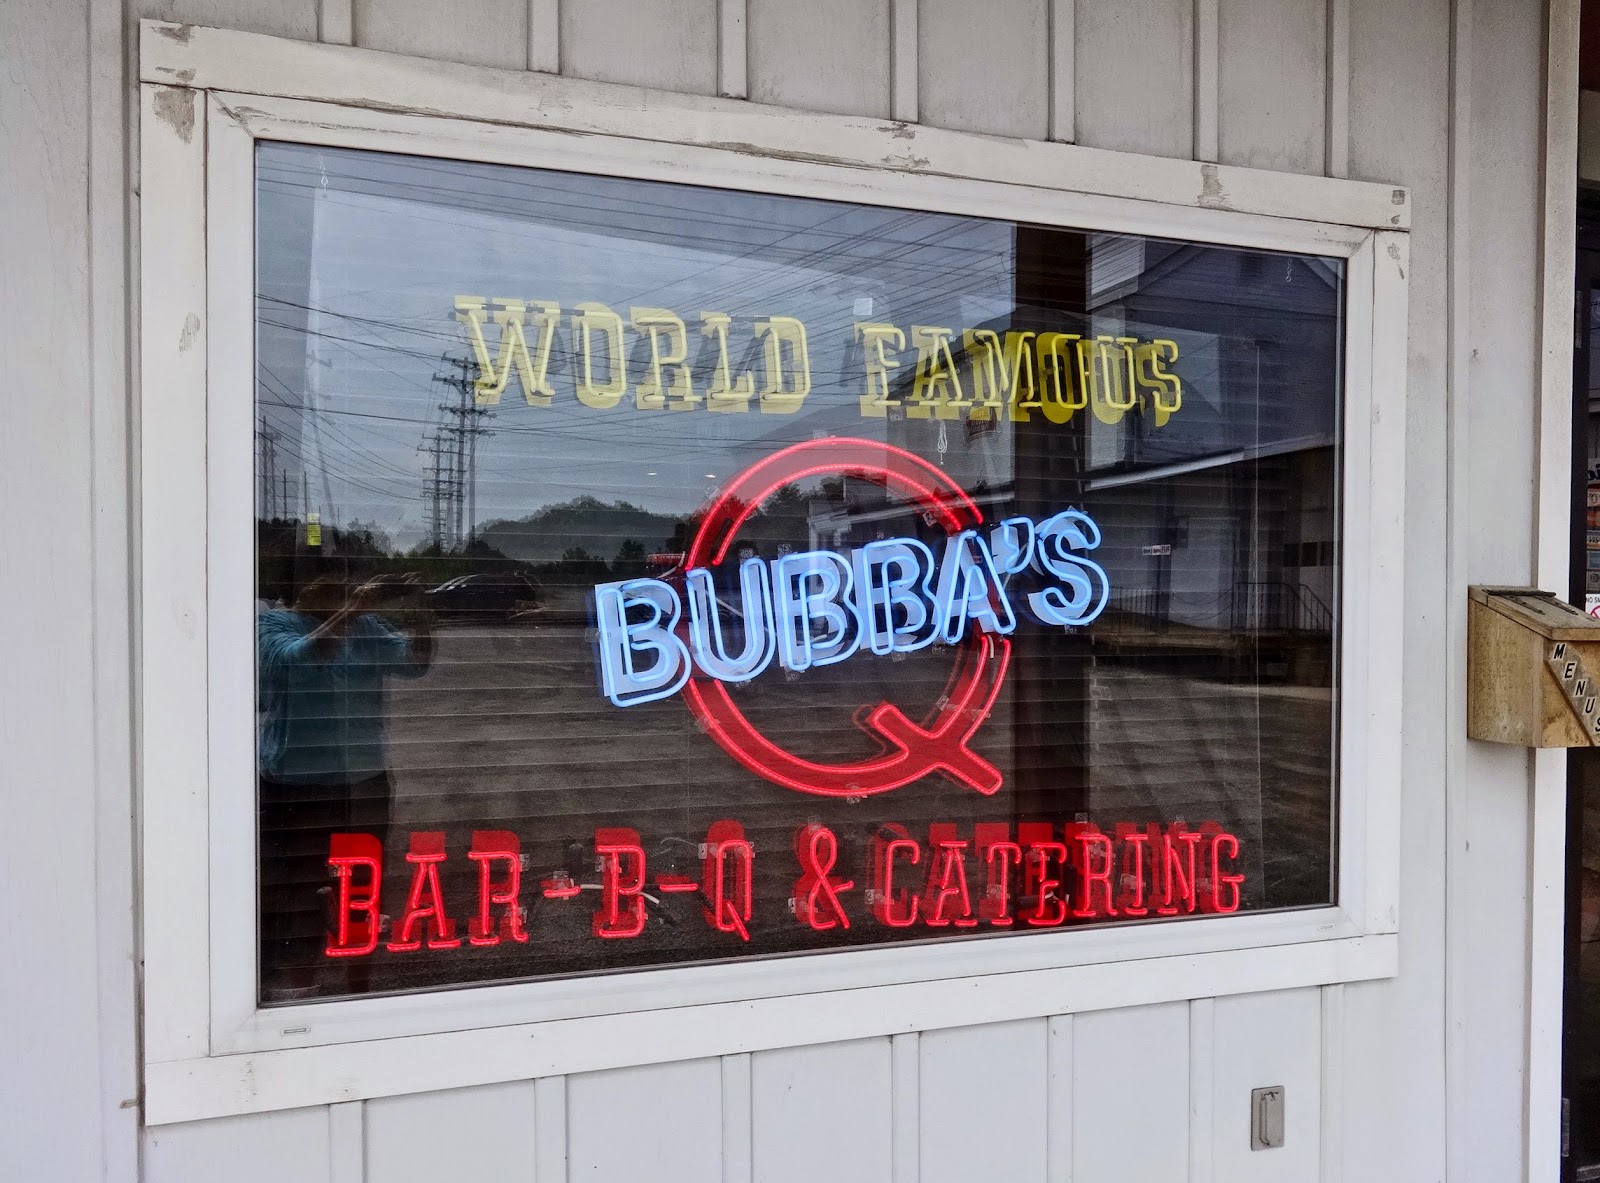 WORLD FAMOUS
Q
BUBBA'S
BAR-B-Q & CATERING
MENUS